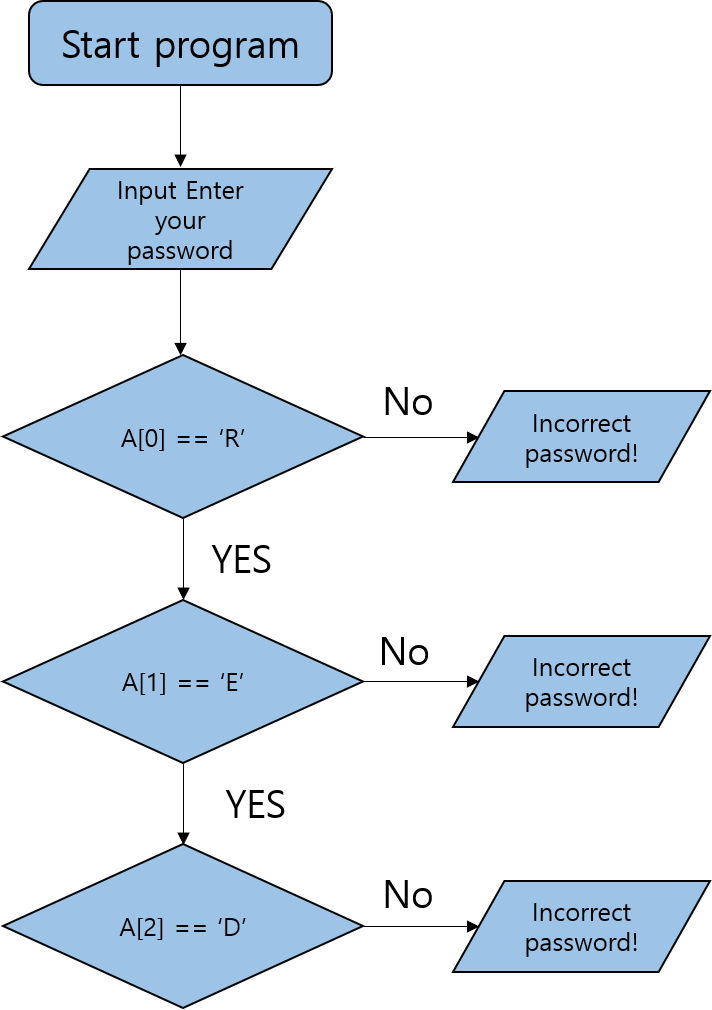 Start program
Input Enter
your
password
A[0] == ‘R’
No
Incorrect
password!
YES
A[1] == ‘E’
No
Incorrect
password!
YES
A[2] == ‘D’
No
Incorrect
password!